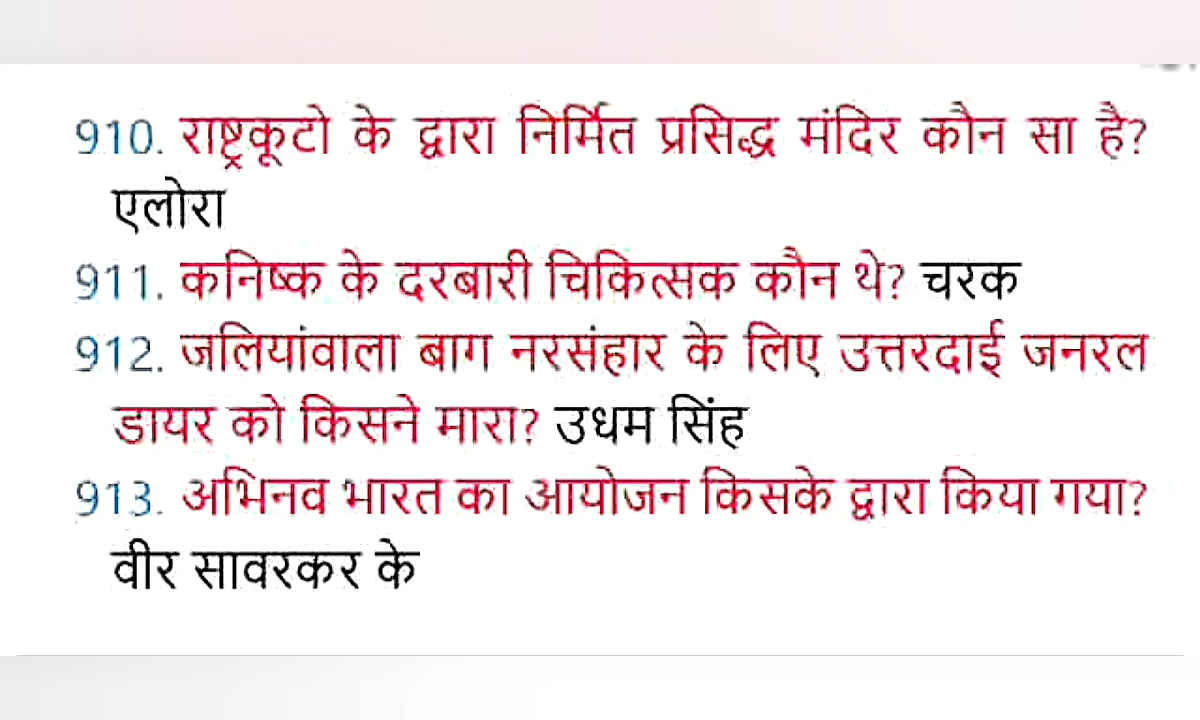 910. राष्ट्रकूटो के द्वारा निर्मित प्रसिद्ध मंदिर कौन सा है?
एलोरा
911. कनिष्क के दरबारी चिकित्सक कौन थे? चरक
912. जलियांवाला बाग नरसंहार के लिए उत्तरदाई जनरल
डायर को किसने मारा? उधम सिंह
913. अभिनव भारत का आयोजन किसके द्वारा किया गया?
वीर सावरकर के